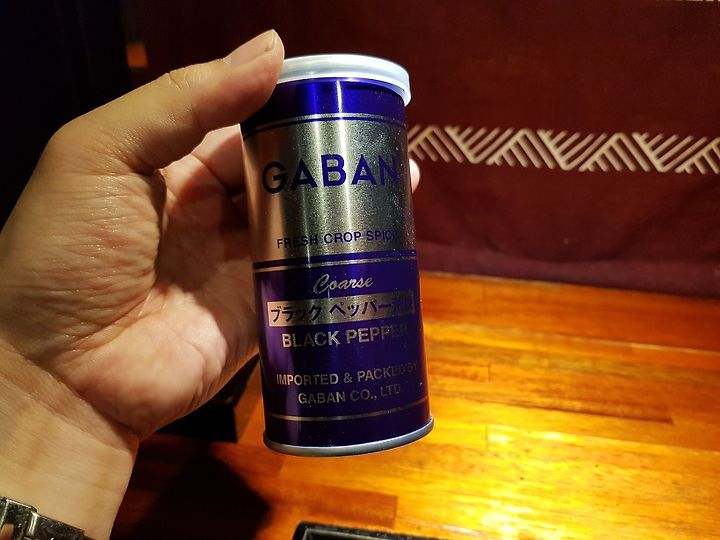 GABAN
FRESH CROP SPICE
Coarse
ブラック ペッパー
BLACK PEPPER
IMPORTED & PACKED BY
GABAN CO., LTD.